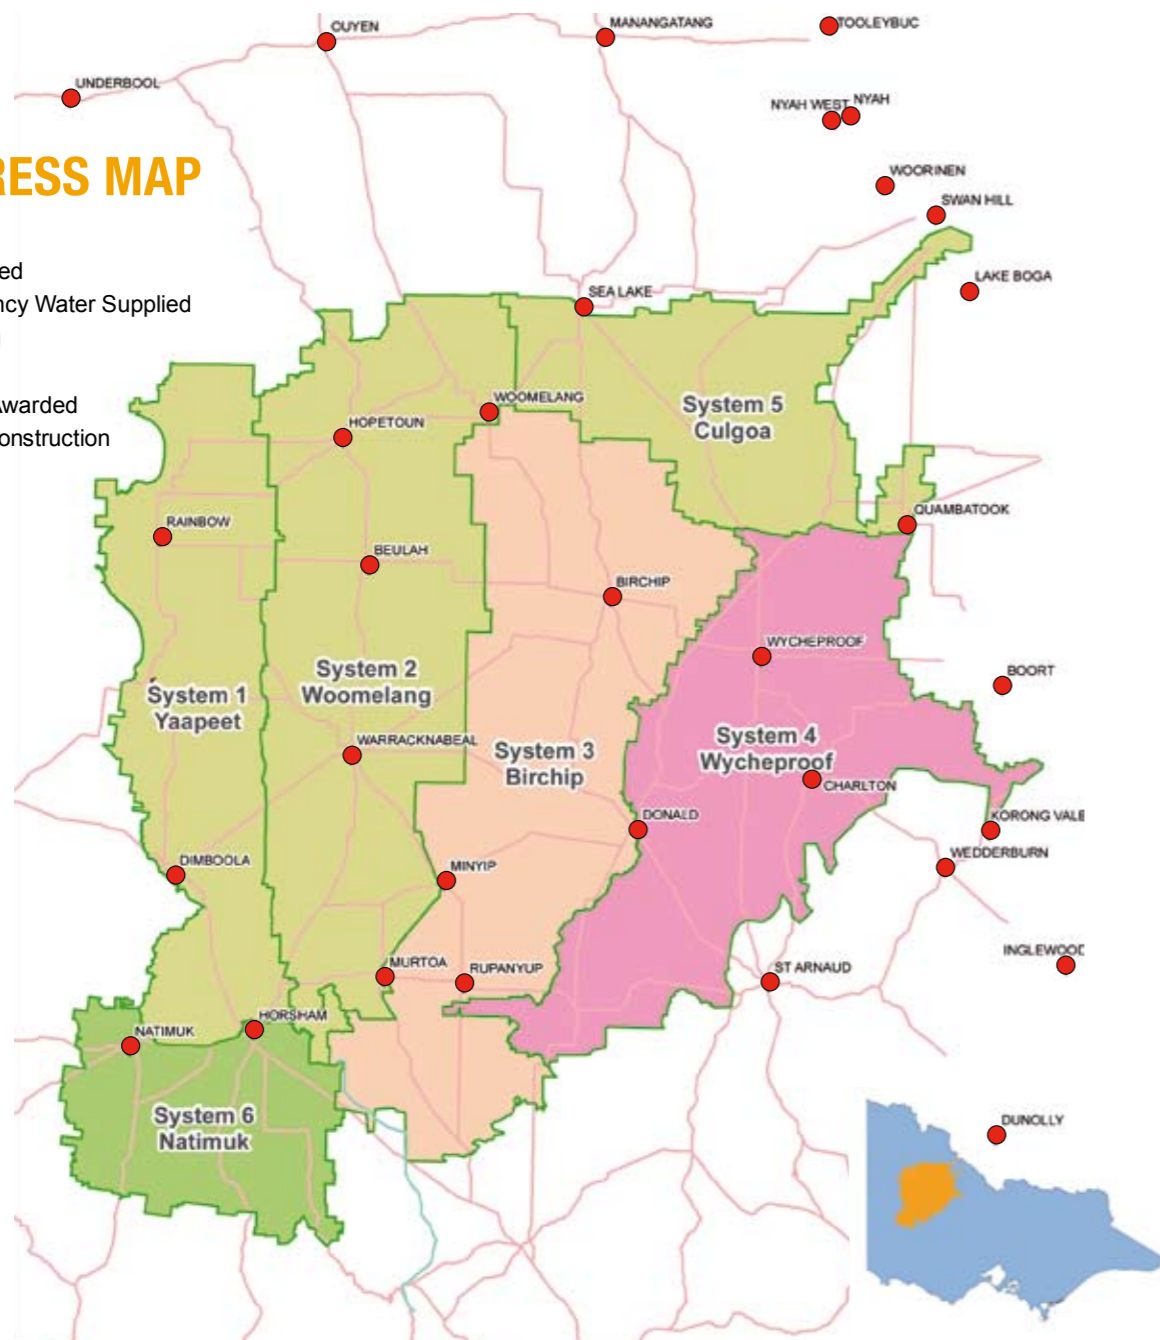 OUYEN
MANANGATANG
TOOLEYBUC
UNDERBOOL
NYAH WEST
NYAH
RESS MAP
WOORINEN
SWAN HILL
ed
LAKE BOGA
ncy Water Supplied
SEA LAKE
Awarded
WOOMELANG
System 5
Culgoa
HOPETOUN
onstruction
QUAMBATOOK
RAINBOW
BEULAH
BIRCHIP
WYCHEPROOF
BOORT
System 1
Yaapeet
System 2
Woomelang
WARRACKNABEAL
System 3
Birchip
System 4
Wycheproof
CHARLTON
DONALD
KORONG VALE
WEDDERBURN
DIMBOOLA
MINYIP
INGLEWOOD
MURTOA
RUPANYUP
ST ARNAUD
HORSHAM
NATIMUK
System 6
Natimuk
DUNOLLY